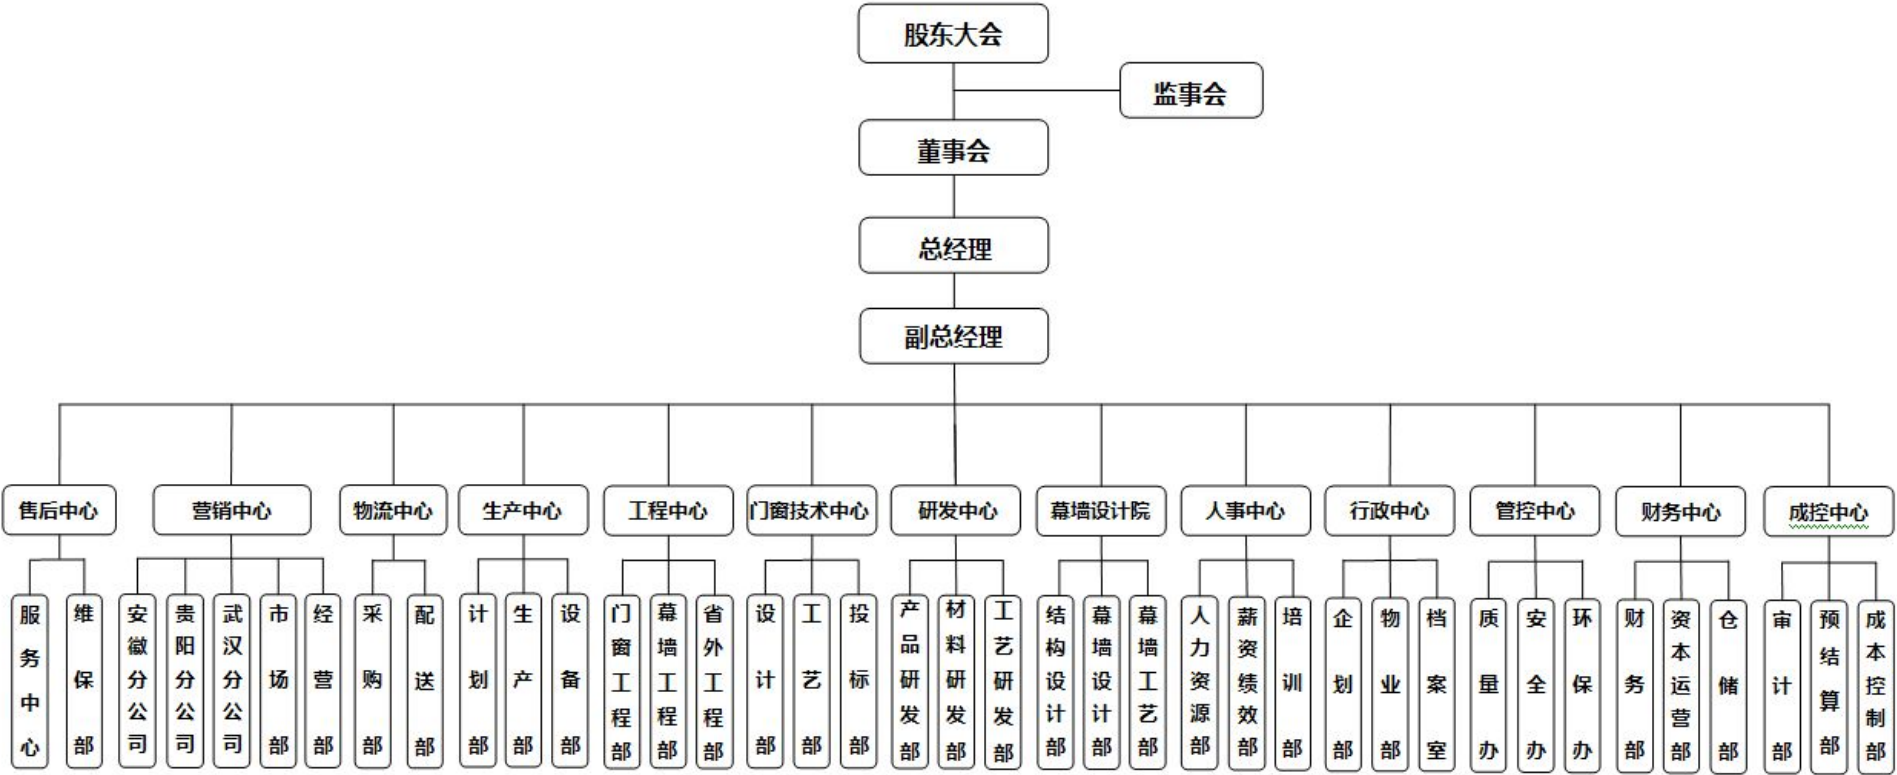 股东大会
监事会
董事会
总经理
副总经理
售后中心
营销中心
物流中心
生产中心
工程中心
门窗技术中心
研发中心
幕墙设计院
人事中心
行政中心
管控中心
财务中心
成控中心
服务中心
维保部
安徽分公司
贵阳分公司
武汉分公司
市场部
经营部
采购部
配送部
计划部
生产部
设备部
门窗工程部
幕墙工程部
省外工程部
设计部
工艺部
投标部
产品研发部
材料研发部
工艺研发部
结构设计部
幕墙设计部
幕墙工艺部
人力资源部
薪资绩效部
培训部
企划部
物业部
档案室
质量办
安全办
环保办
财务部
资本运营部
仓储部
审计部
预结算部
成本控制部